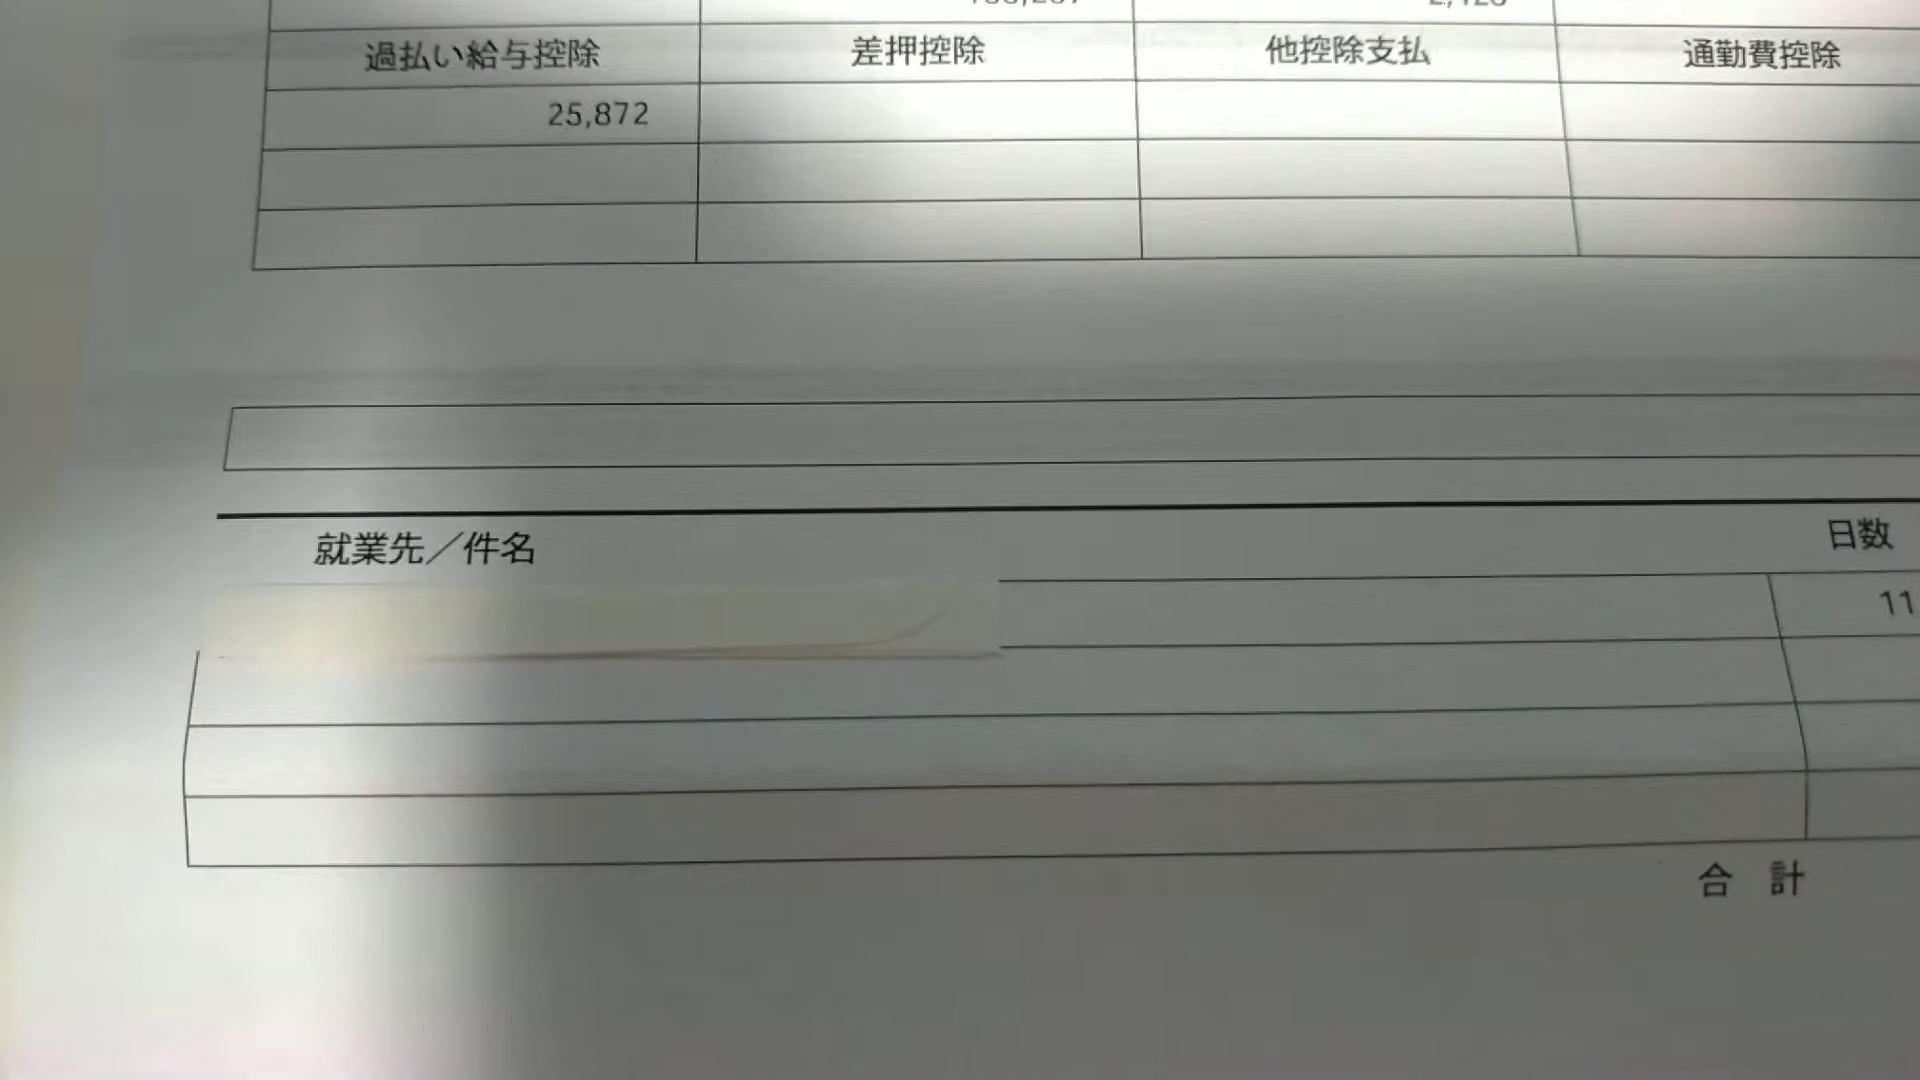 過払い給与控除 差押控除 他控除支払 通勤費控除
25,872
就業先／件名 日数
11
合 計